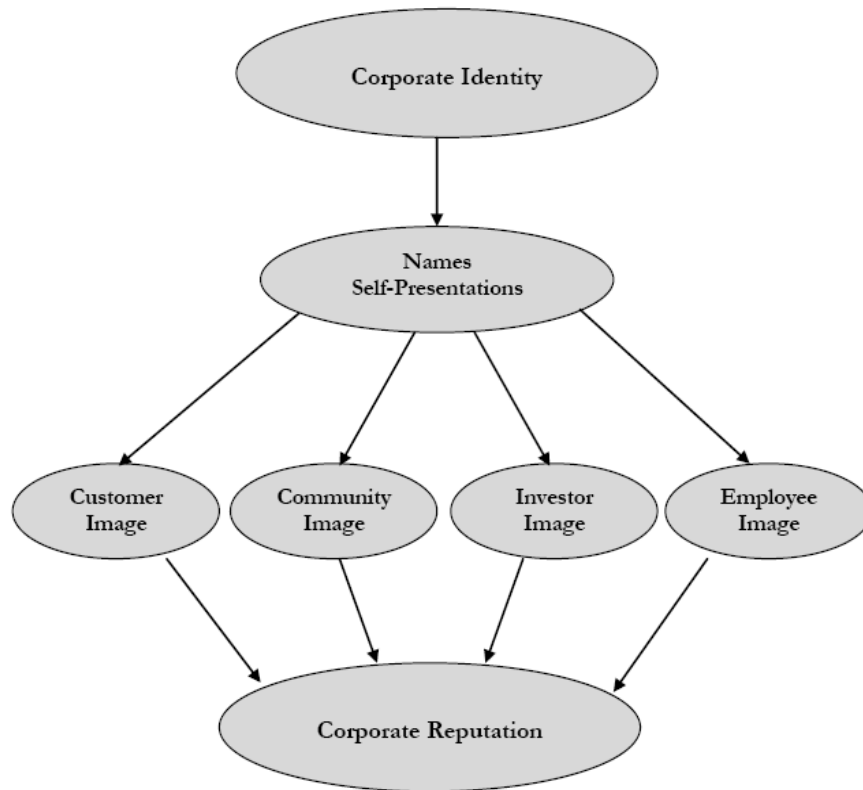 Corporate Identity
Names
Self-Presentations
Customer
Image
Community
Image
Investor
Image
Employee
Image
Corporate Reputation